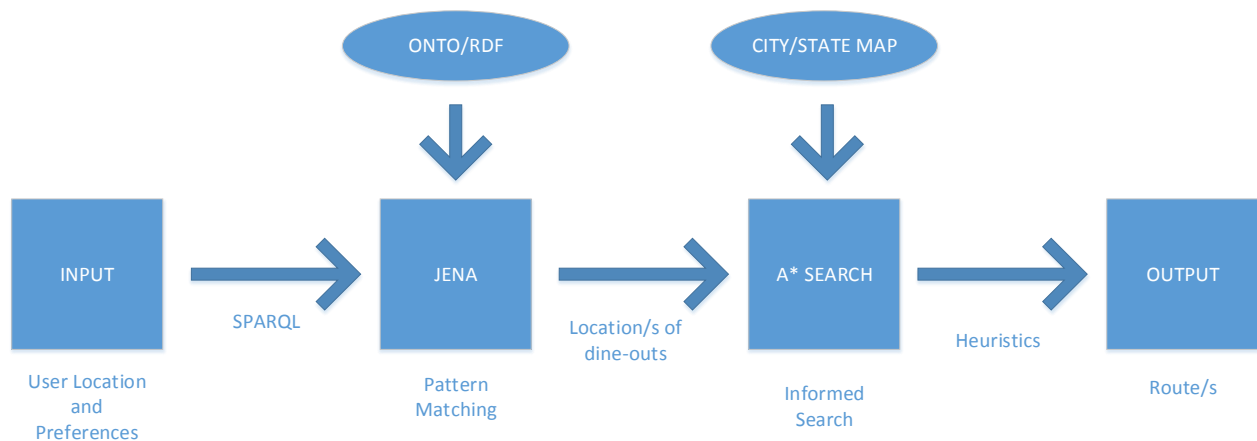 ONTO/RDF
CITY/STATE MAP
INPUT
JENA
A* SEARCH
OUTPUT
SPARQL
Location/s of
dine-outs
Heuristics
User Location
and
Preferences
Pattern
Matching
Informed
Search
Route/s